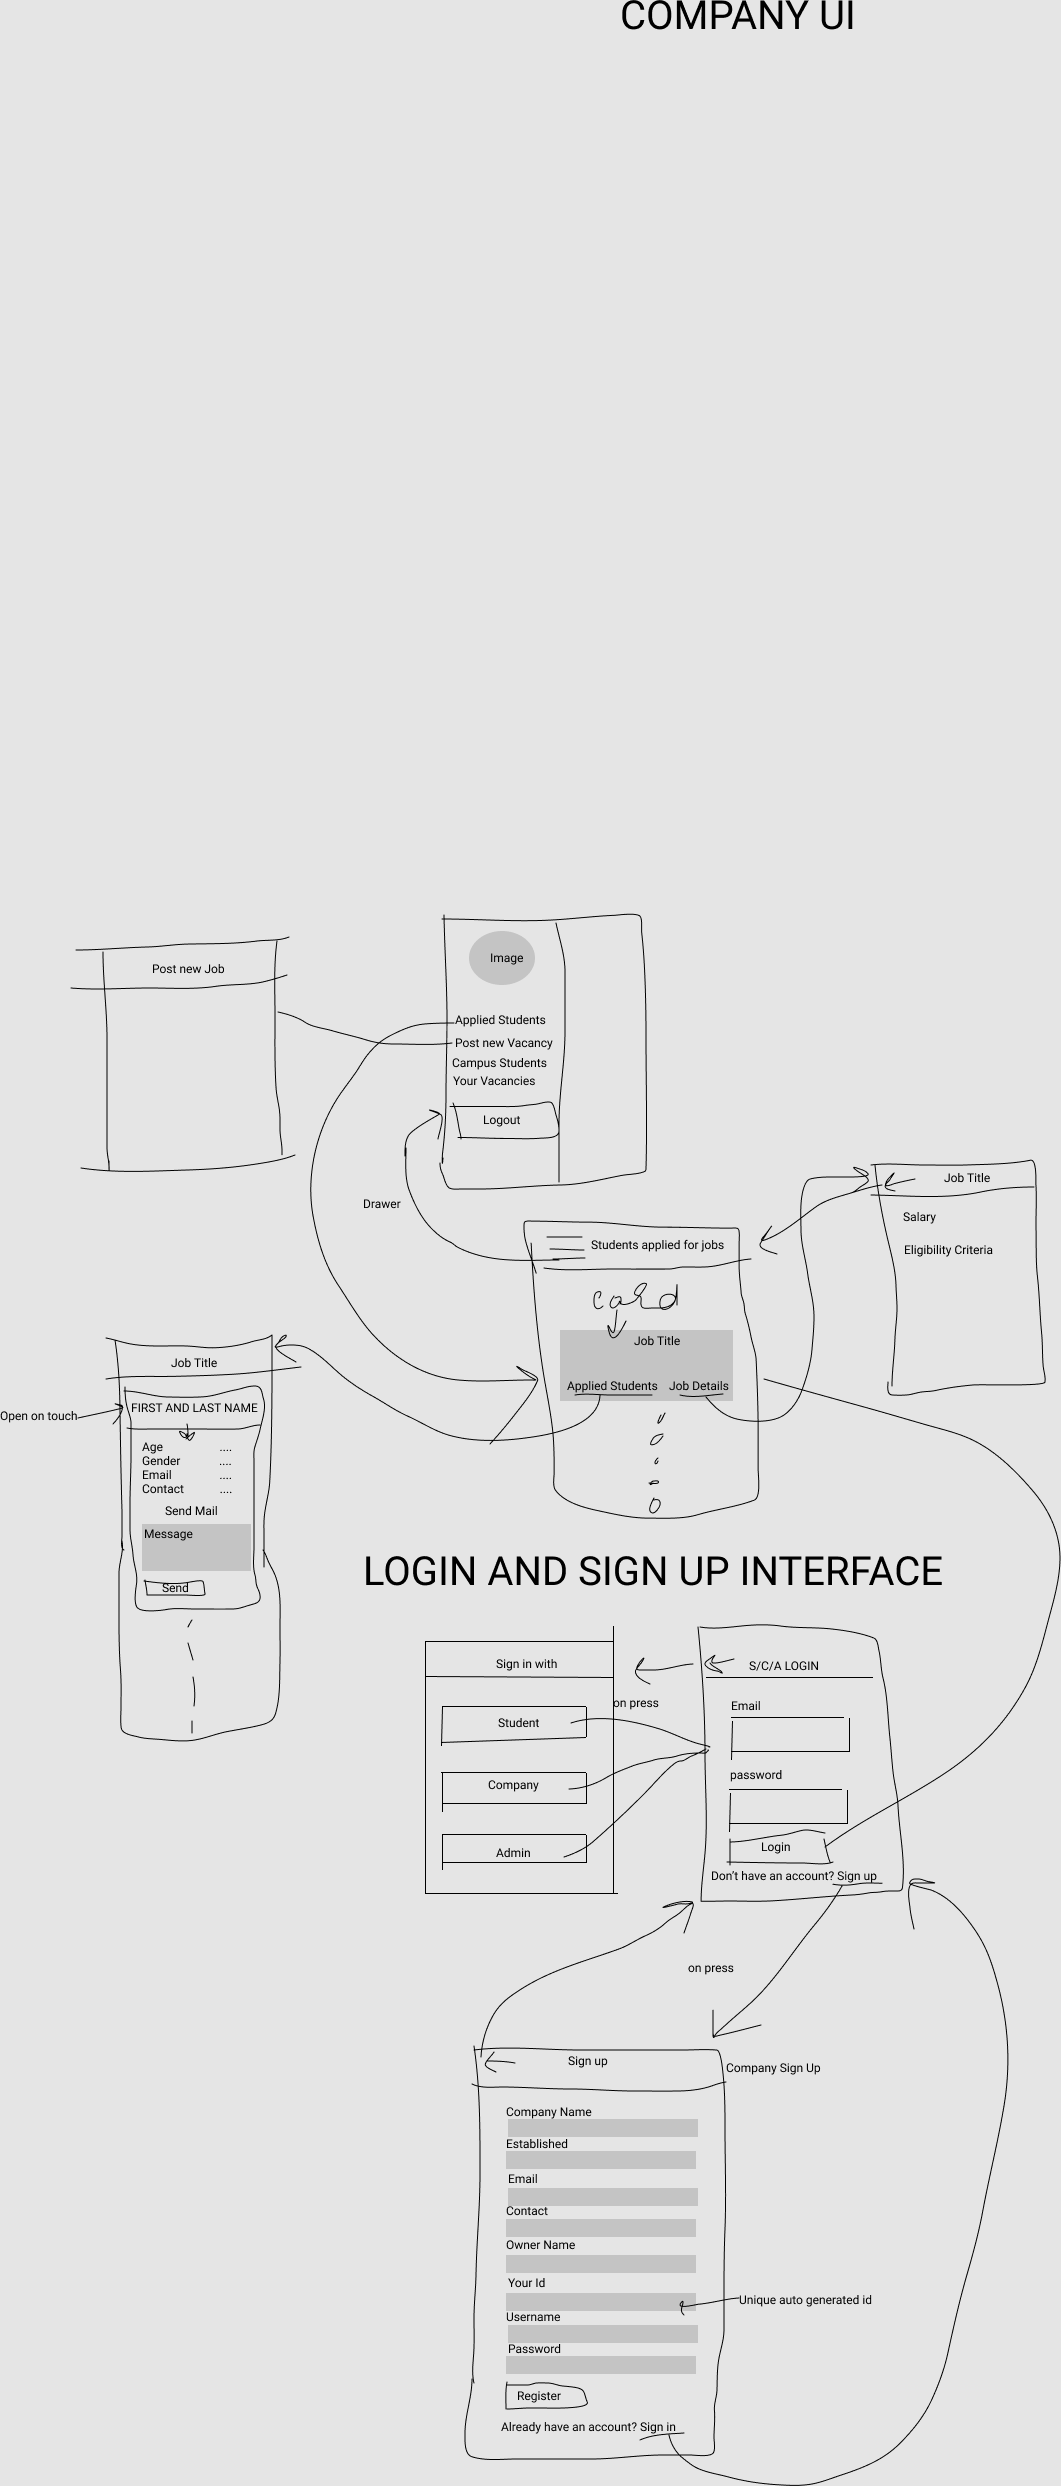 COMPANY UI
Post new Job
Image
Applied Students
Post new Vacancy
Campus Students
Your Vacancies
Logout
Drawer
Job Title
Salary
Eligibility Criteria
Students applied for jobs
card
Job Title
Applied Students Job Details
Job Title
Open on touch
FIRST AND LAST NAME
Age ....
Gender ....
Email ....
Contact ....
Send Mail
Message
Send
LOGIN AND SIGN UP INTERFACE
Sign in with
on press
Student
Company
Admin
S/C/A LOGIN
Email
password
Login
Don't have an account? Sign up
on press
Sign up
Company Sign Up
Company Name
Established
Email
Contact
Owner Name
Your Id
Unique auto generated id
Username
Password
Register
Already have an account? Sign in